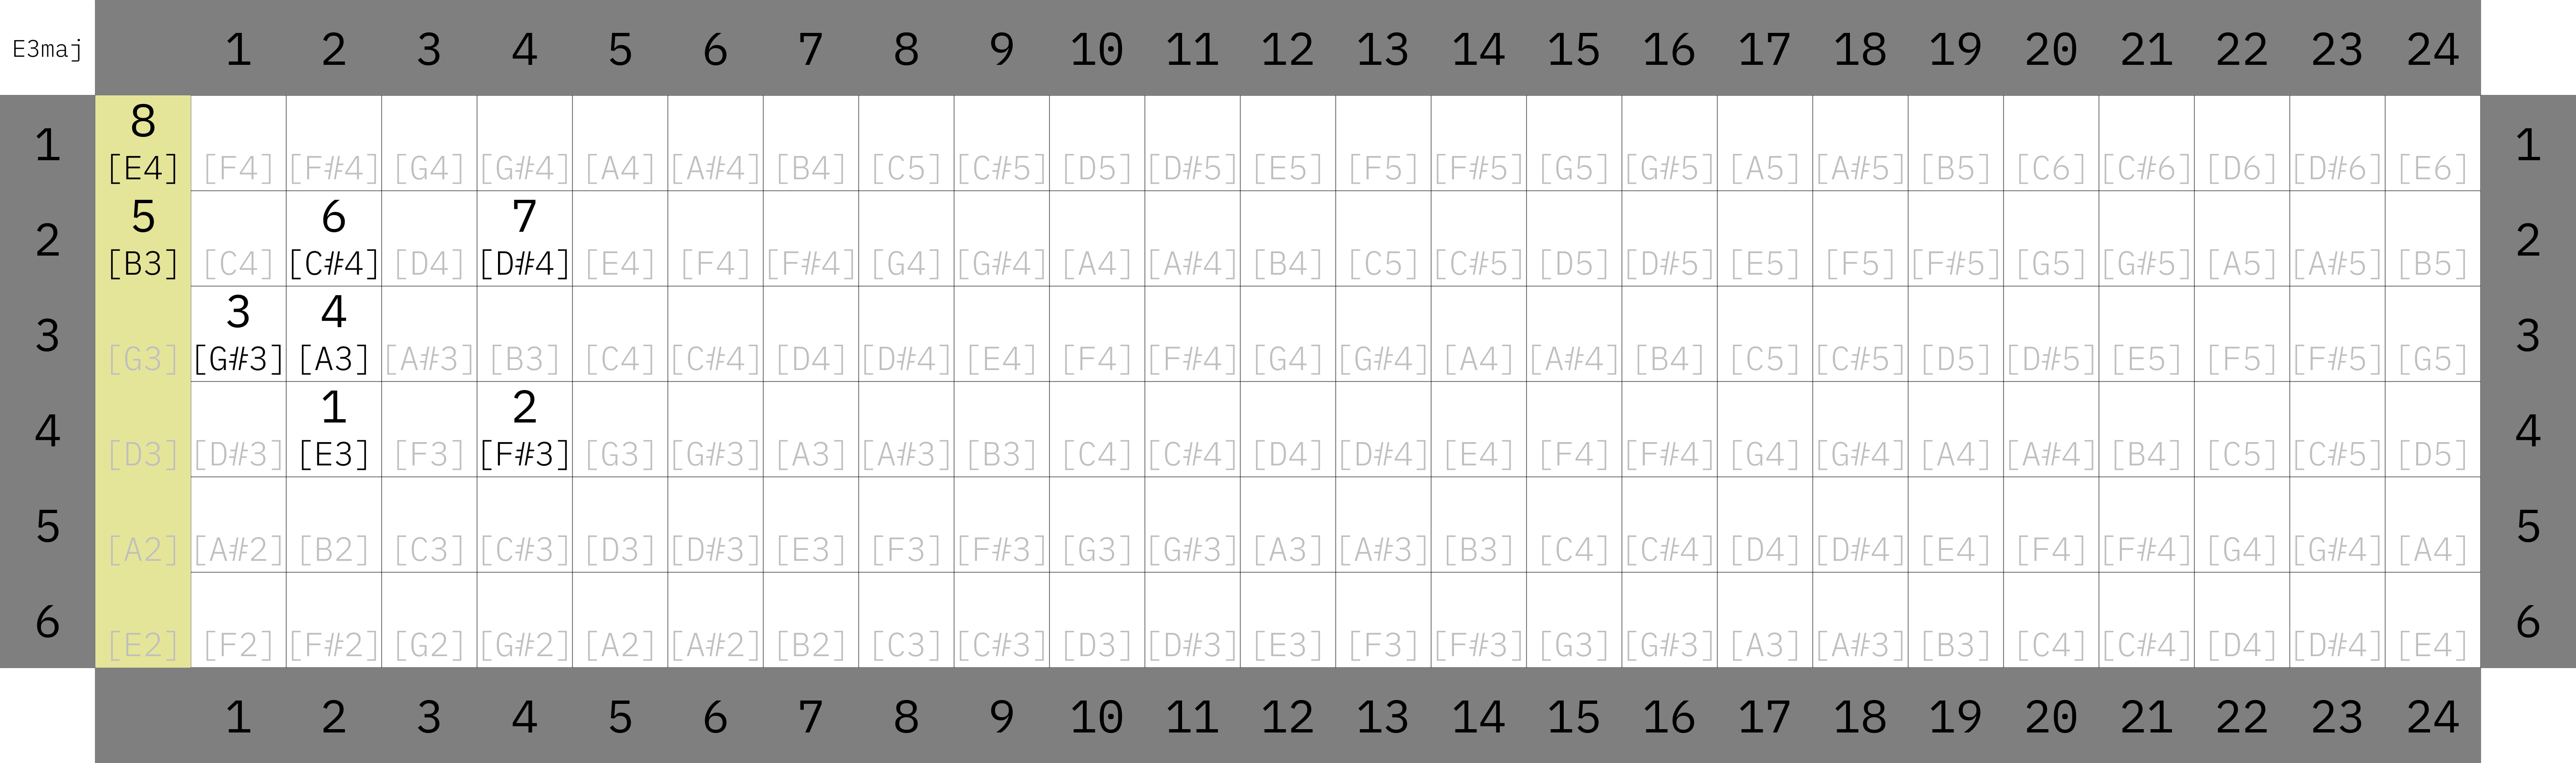 E3maj 1 2 3 4 5 6 7 8 9 10 11 12 13 14 15 16 17 18 19 20 21 22 23 24
8
1 [E4] [F4] [F#4] [G4] [G#4] [A4] [A#4] [B4] [C5] [C#5] [D5] [D#5] [E5] [F5] [F#5] [G5] [G#5] [A5] [A#5] [B5] [C6] [C#6] [D6] [D#6] [E6] 1
5 6 7
2 [B3] [C4] [C#4] [D4] [D#4] [E4] [F4] [F#4] [G4] [G#4] [A4] [A#4] [B4] [C5] [C#5] [D5] [D#5] [E5] [F5] [F#5] [G5] [G#5] [A5] [A#5] [B5] 2
3 4
3 [G3] [G#3] [A3] [A#3] [B3] [C4] [C#4] [D4] [D#4] [E4] [F4] [F#4] [G4] [G#4] [A4] [A#4] [B4] [C5] [C#5] [D5] [D#5] [E5] [F5] [F#5] [G5] 3
1 2
4 [D3] [D#3] [E3] [F3] [F#3] [G3] [G#3] [A3] [A#3] [B3] [C4] [C#4] [D4] [D#4] [E4] [F4] [F#4] [G4] [G#4] [A4] [A#4] [B4] [C5] [C#5] [D5] 4
5 [A2] [A#2] [B2] [C3] [C#3] [D3] [D#3] [E3] [F3] [F#3] [G3] [G#3] [A3] [A#3] [B3] [C4] [C#4] [D4] [D#4] [E4] [F4] [F#4] [G4] [G#4] [A4] 5
6 [E2] [F2] [F#2] [G2] [G#2] [A2] [A#2] [B2] [C3] [C#3] [D3] [D#3] [E3] [F3] [F#3] [G3] [G#3] [A3] [A#3] [B3] [C4] [C#4] [D4] [D#4] [E4] 6
1 2 3 4 5 6 7 8 9 10 11 12 13 14 15 16 17 18 19 20 21 22 23 24